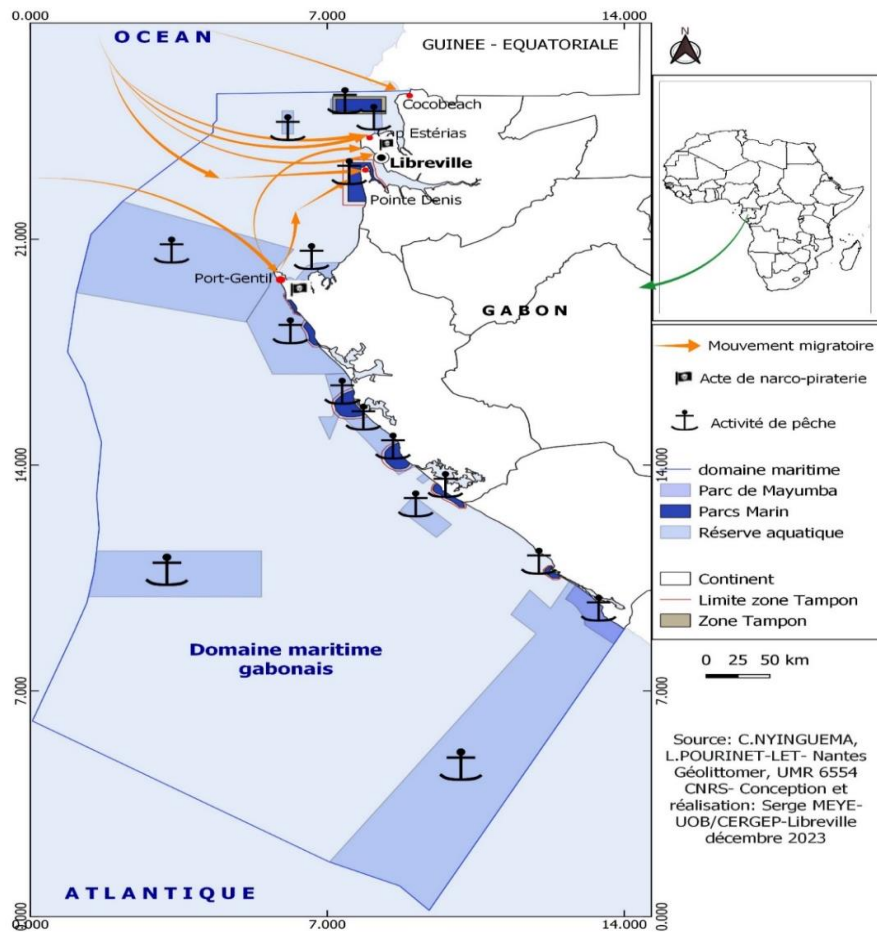 0.000
7.000
14.000
OCEAN
GUINEE - EQUATORIALE
Cocobeach
ap Estérias
Libreville
Pointe Denis
21.000
Port-Gentil
GABON
Mouvement migratoire
Acte de narco-piraterie
Activité de pêche
14.000
14.000
domaine maritime
Parc de Mayumba
Parcs Marin
Réserve aquatique
Continent
Limite zone Tampon
Zone Tampon
0 25 50 km
Domaine maritime
gabonais
7.000
7.000
Source: C.NYINGUEMA,
L.POURINET-LET- Nantes
Géolittomer, UMR 6554
CNRS- Conception et
réalisation: Serge MEYE-
UOB/CERGEP-Libreville
décembre 2023
ATLANTIQUE
0.000
0.000
7.000
14.000